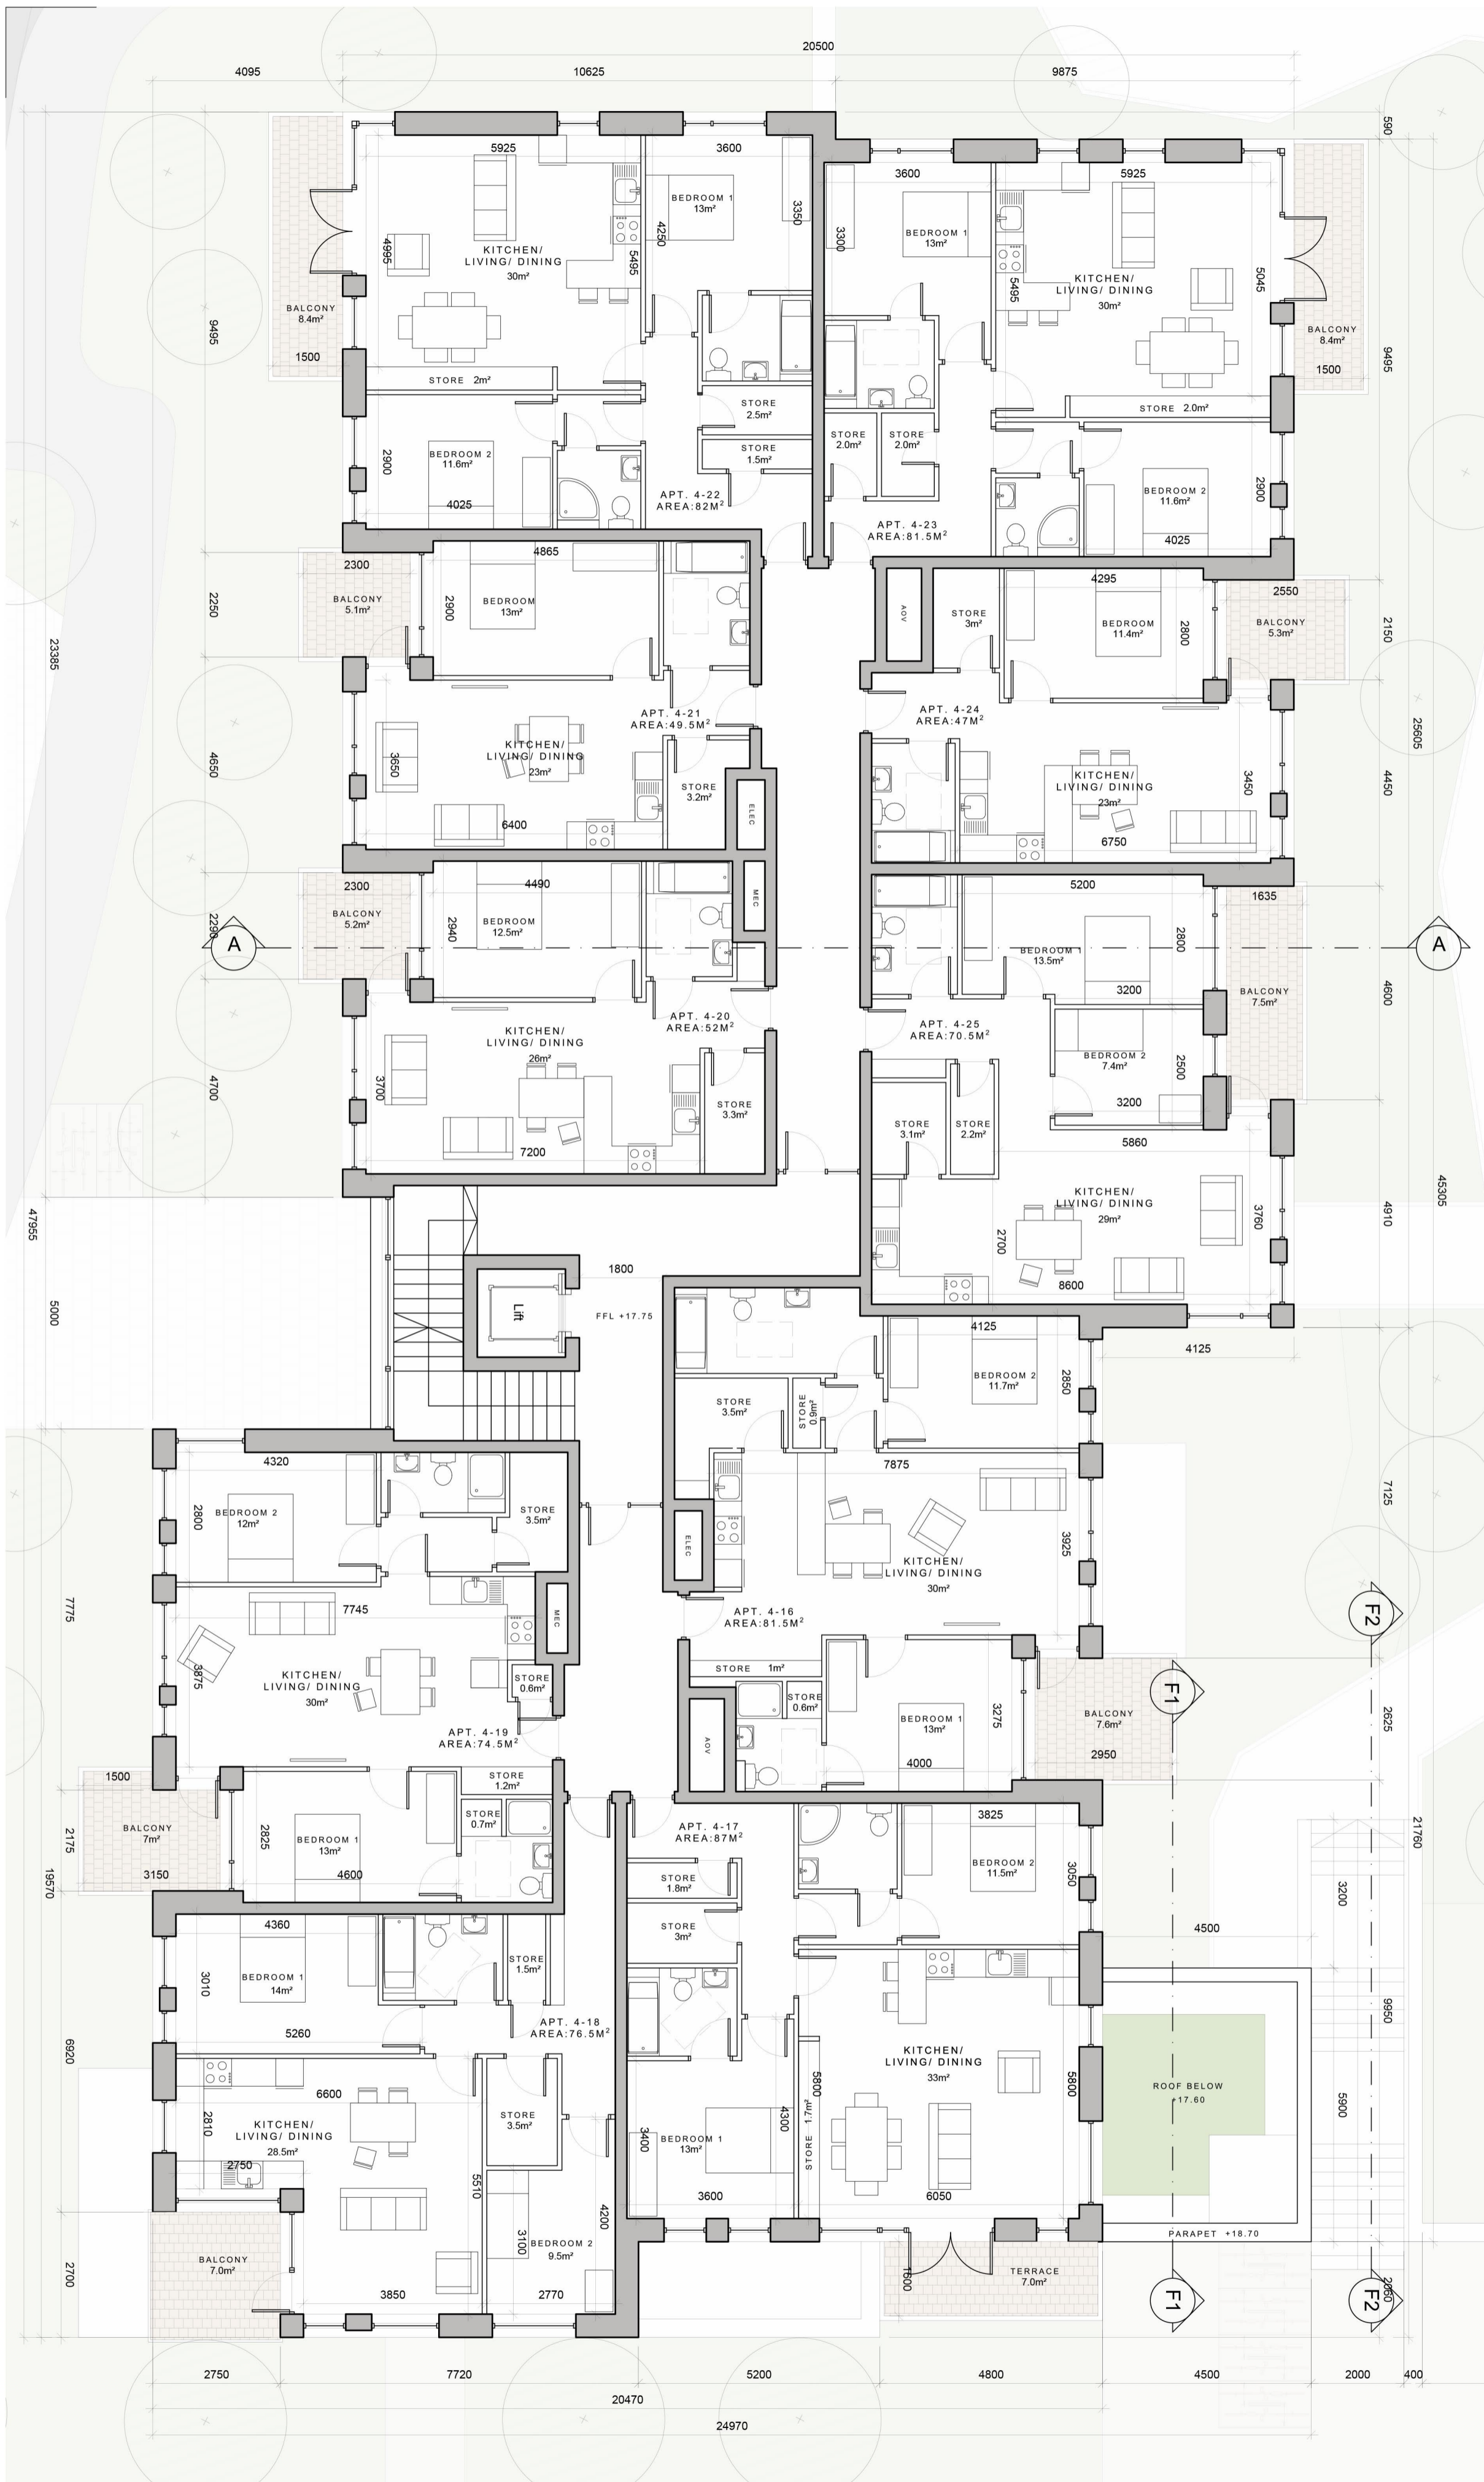 20500
4095
10625
9875
590
5925
3600
3600
5925
BEDROOM 1
13m²
3350
4250
4995
5495
KITCHEN/
LIVING/ DINING
30m²
BEDROOM 1
13m²
3300
5495
KITCHEN/
LIVING/ DINING
30m²
5045
BALCONY
8.4m²
1500
9495
BALCONY
8.4m²
1500
9495
STORE 2m²
STORE
2.5m²
STORE
1.5m²
STORE 2.0m²
STORE
2.0m²
STORE
2.0m²
BEDROOM 2
11.6m²
2900
4025
APT. 4-22
AREA:82M²
APT. 4-23
AREA:81.5M²
BEDROOM 2
11.6m²
2900
4025
2300
BALCONY
5.1m²
2250
4865
BEDROOM
13m²
2900
AOV
STORE
3m²
4295
BEDROOM
11.4m²
2800
2550
BALCONY
5.3m²
2150
23385
25605
APT. 4-21
AREA:49.5M²
KITCHEN/
LIVING/ DINING
23m²
3650
6400
4650
STORE
3.2m²
ELEC
APT. 4-24
AREA:47M²
KITCHEN/
LIVING/ DINING
23m²
3450
6750
4450
2300
BALCONY
5.2m²
2290
4490
BEDROOM
12.5m²
2940
MEC
5200
BEDROOM 1
13.5m²
2800
3200
1635
BALCONY
7.5m²
4600
A
A
APT. 4-20
AREA:52M²
KITCHEN/
LIVING/ DINING
26m²
3700
7200
4700
STORE
3.3m²
APT. 4-25
AREA:70.5M²
BEDROOM 2
7.4m²
2500
3200
STORE
3.1m²
STORE
2.2m²
5860
KITCHEN/
LIVING/ DINING
29m²
3760
2700
8600
4910
45305
47955
5000
Lift
1800
FFL +17.75
4125
4125
BEDROOM 2
11.7m²
2850
STORE
3.5m²
STORE
0.9m²
7875
7125
4320
BEDROOM 2
12m²
2800
STORE
3.5m²
ELEC
KITCHEN/
LIVING/ DINING
30m²
3925
MEC
7745
7775
KITCHEN/
LIVING/ DINING
30m²
3875
STORE
0.6m²
APT. 4-16
AREA:81.5M²
F2
STORE 1m²
STORE
0.6m²
BEDROOM 1
13m²
3275
4000
AOV
F1
BALCONY
7.6m²
2950
2625
APT. 4-19
AREA:74.5M²
1500
BALCONY
7m²
3150
2175
19570
STORE
1.2m²
STORE
0.7m²
BEDROOM 1
13m²
2825
4600
APT. 4-17
AREA:87M²
STORE
1.8m²
STORE
3m²
3825
BEDROOM 2
11.5m²
3050
21760
3200
4500
4360
BEDROOM 1
14m²
3010
5260
STORE
1.5m²
APT. 4-18
AREA:76.5M²
6920
9950
KITCHEN/
LIVING/ DINING
33m²
5800
5800
4300
3400
STORE 1.7m²
BEDROOM 1
13m²
3600
6050
ROOF BELOW
+17.60
5900
6600
2810
KITCHEN/
LIVING/ DINING
28.5m²
2750
5510
STORE
3.5m²
4200
3100
BEDROOM 2
9.5m²
3850
2770
BALCONY
7.0m²
2700
PARAPET +18.70
1600
TERRACE
7.0m²
F1
F2
2060
2750
7720
5200
4800
4500
2000
400
20470
24970